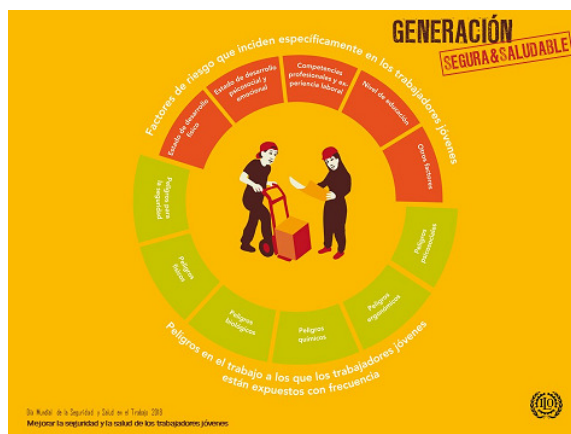 GENERACIÓN
SEGURA&SALUDABLE
Factores de riesgo que inciden específicamente en los trabajadores jóvenes
Estado de desarrollo
físico
Estado de desarrollo
psicosocial y
emocional
Competencias
profesionales y ex-
periencia laboral
Nivel de educación
Otros factores
Peligros para
la seguridad
Peligros
físicos
Peligros
biológicos
Peligros
químicos
Peligros
ergonómicos
Peligros
psicosociales
Peligros en el trabajo a los que los trabajadores jóvenes
están expuestos con frecuencia
Día Mundial de la Seguridad y Salud en el Trabajo 2018
Mejorar la seguridad y la salud de los trabajadores jóvenes
ILO